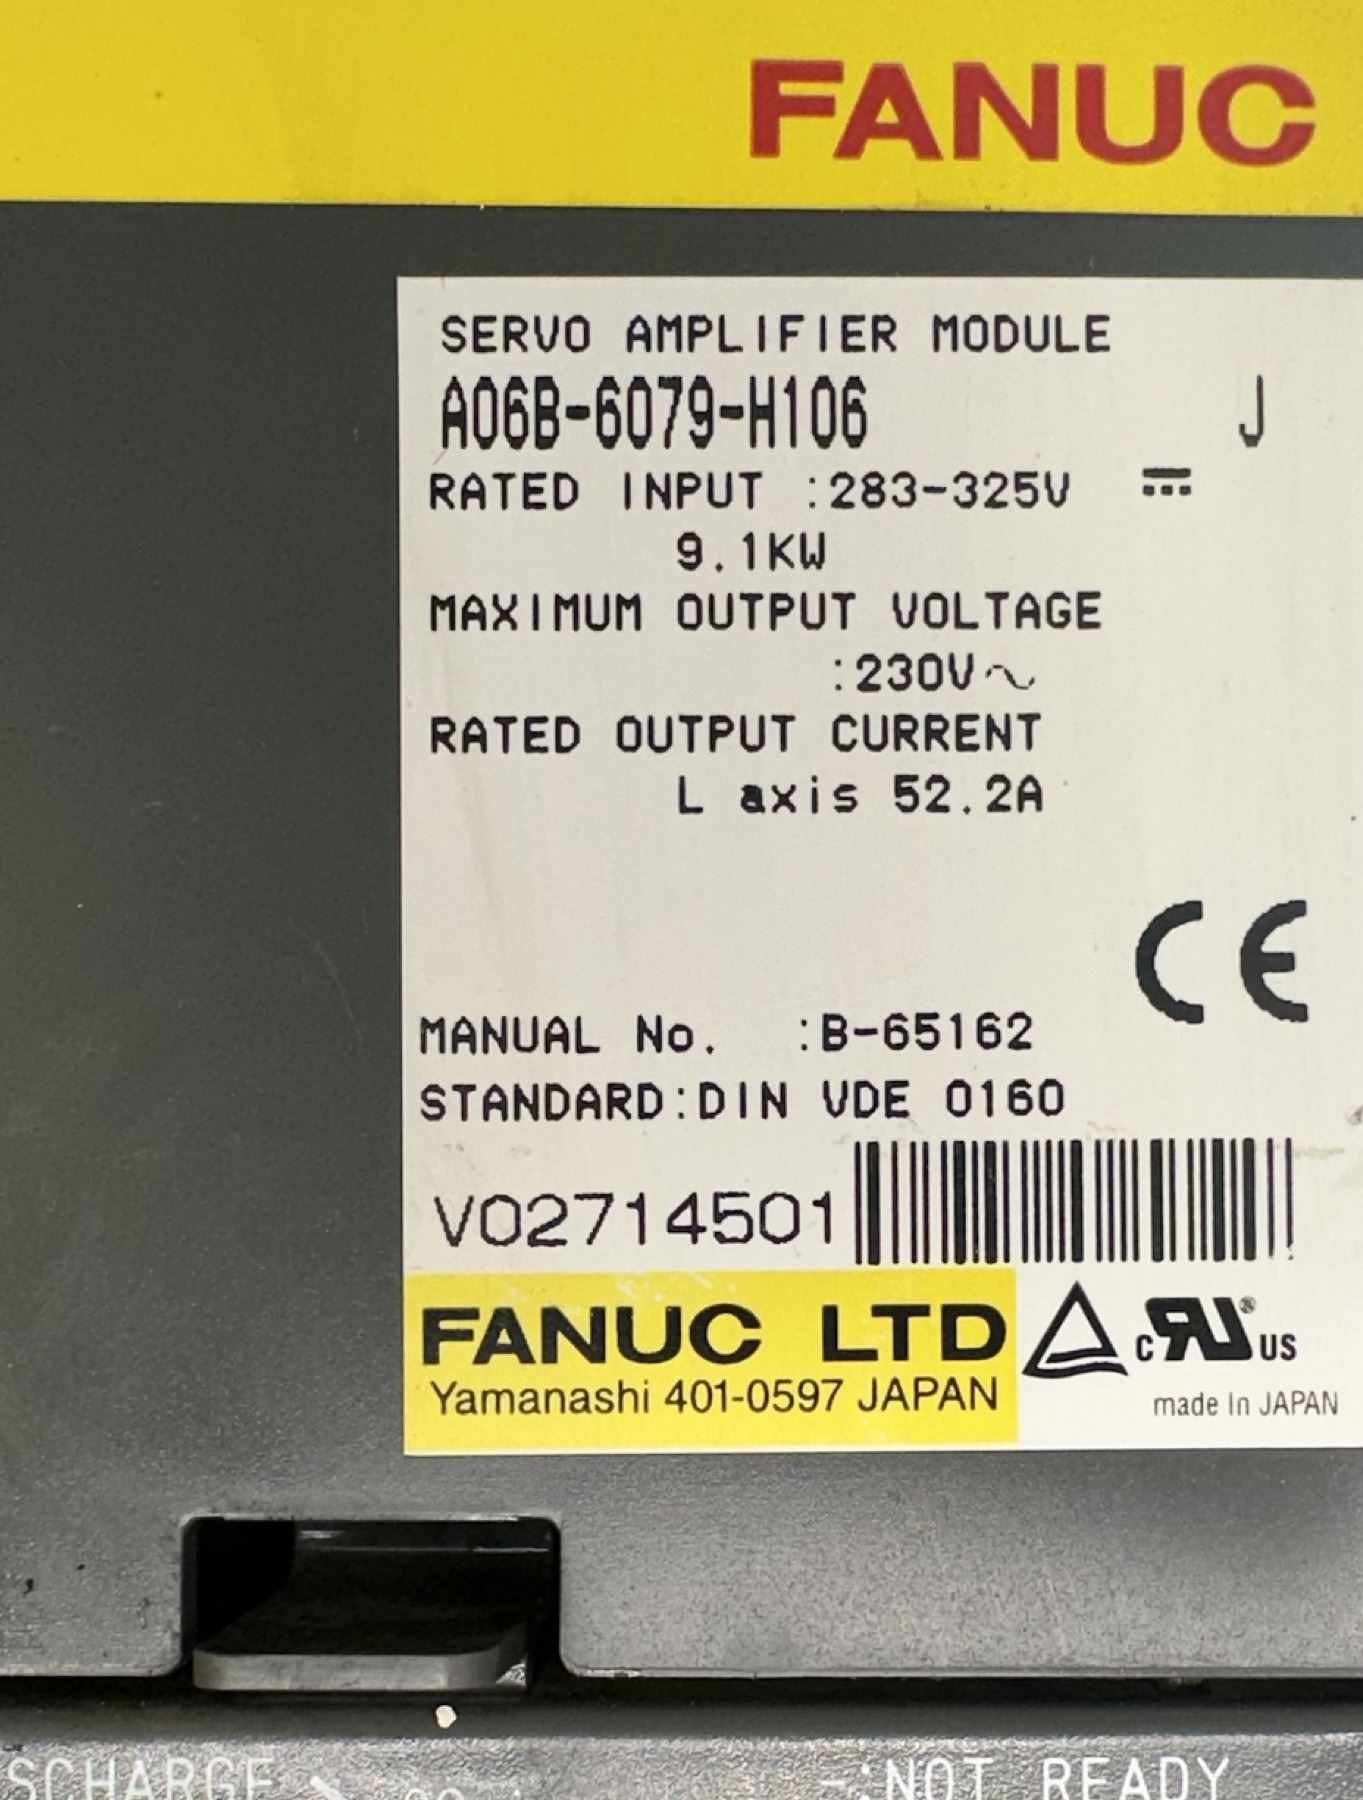 FANUC
SERVO AMPLIFIER MODULE
A06B-6079-H106 J
RATED INPUT :283-325V ⎓
9.1KW
MAXIMUM OUTPUT VOLTAGE
:230V~
RATED OUTPUT CURRENT
L axis 52.2A
CE
MANUAL No. :B-65162
STANDARD:DIN VDE 0160
V02714501
FANUC LTD
Yamanashi 401-0597 JAPAN
c RU ® US
made In JAPAN
SCHARGE
-:NOT READY